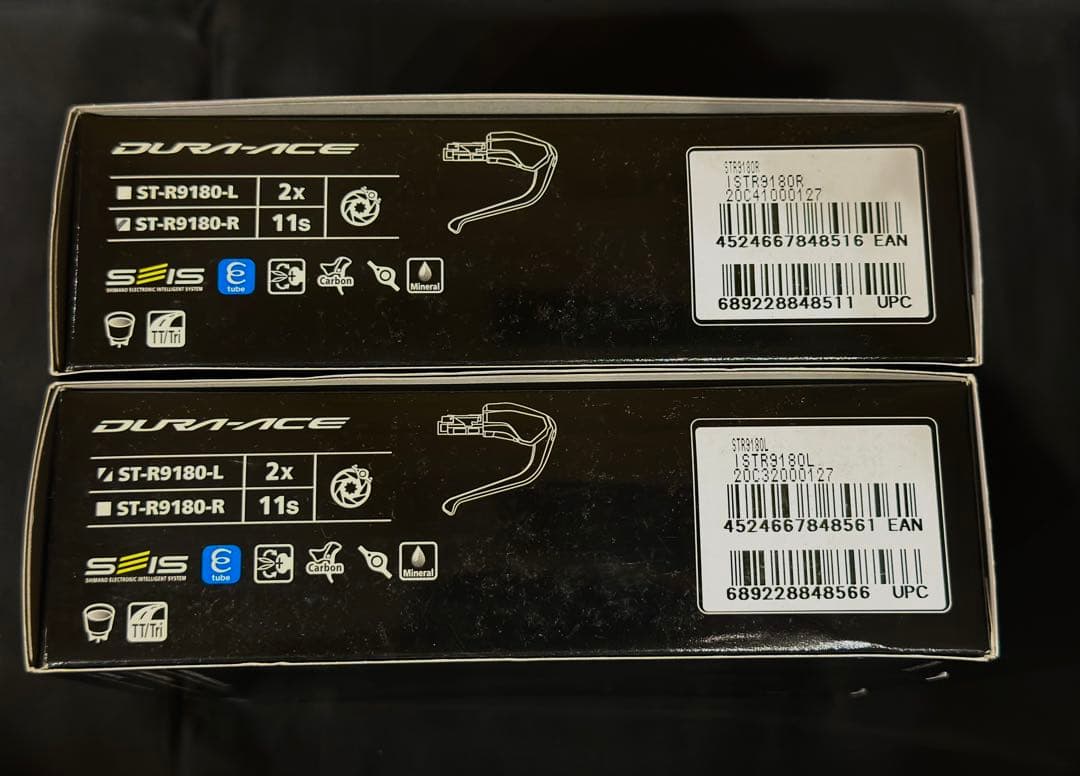 DURA-ACE
ST-R9180-L 2x
ST-R9180-R 11s
SEIS
SHIMANO ELECTRONIC INTELLIGENT SYSTEM
E
tube
Carbon
Mineral
TT/Tri
STR9180R
ISTR9180R
20C41000127
4524667848516 EAN
689228848511 UPC
DURA-ACE
ST-R9180-L 2x
ST-R9180-R 11s
SEIS
SHIMANO ELECTRONIC INTELLIGENT SYSTEM
E
tube
Carbon
Mineral
TT/Tri
STR9180L
ISTR9180L
20C32000127
4524667848561 EAN
689228848566 UPC